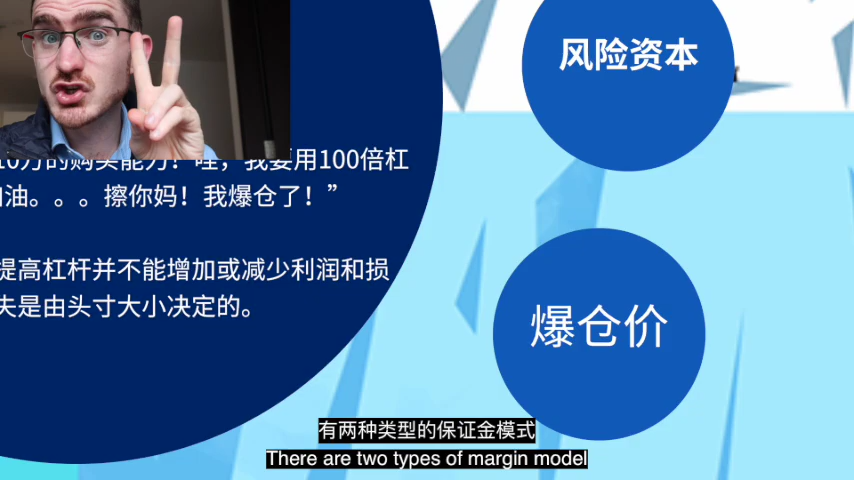 风险资本
10万的购买能力！哇，我要用100倍杠
油。。。擦你妈！我爆仓了！”
提高杠杆并不能增加或减少利润和损
失是由头寸大小决定的。
爆仓价
有两种类型的保证金模式
There are two types of margin model